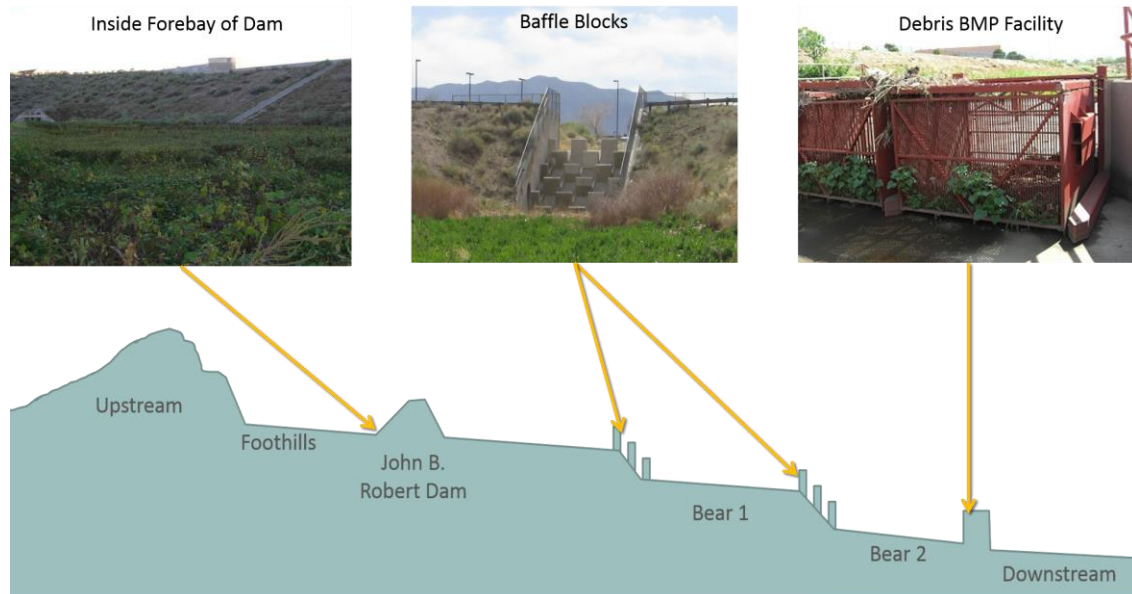 Inside Forebay of Dam
Baffle Blocks
Debris BMP Facility
Upstream
Foothills
John B.
Robert Dam
Bear 1
Bear 2
Downstream